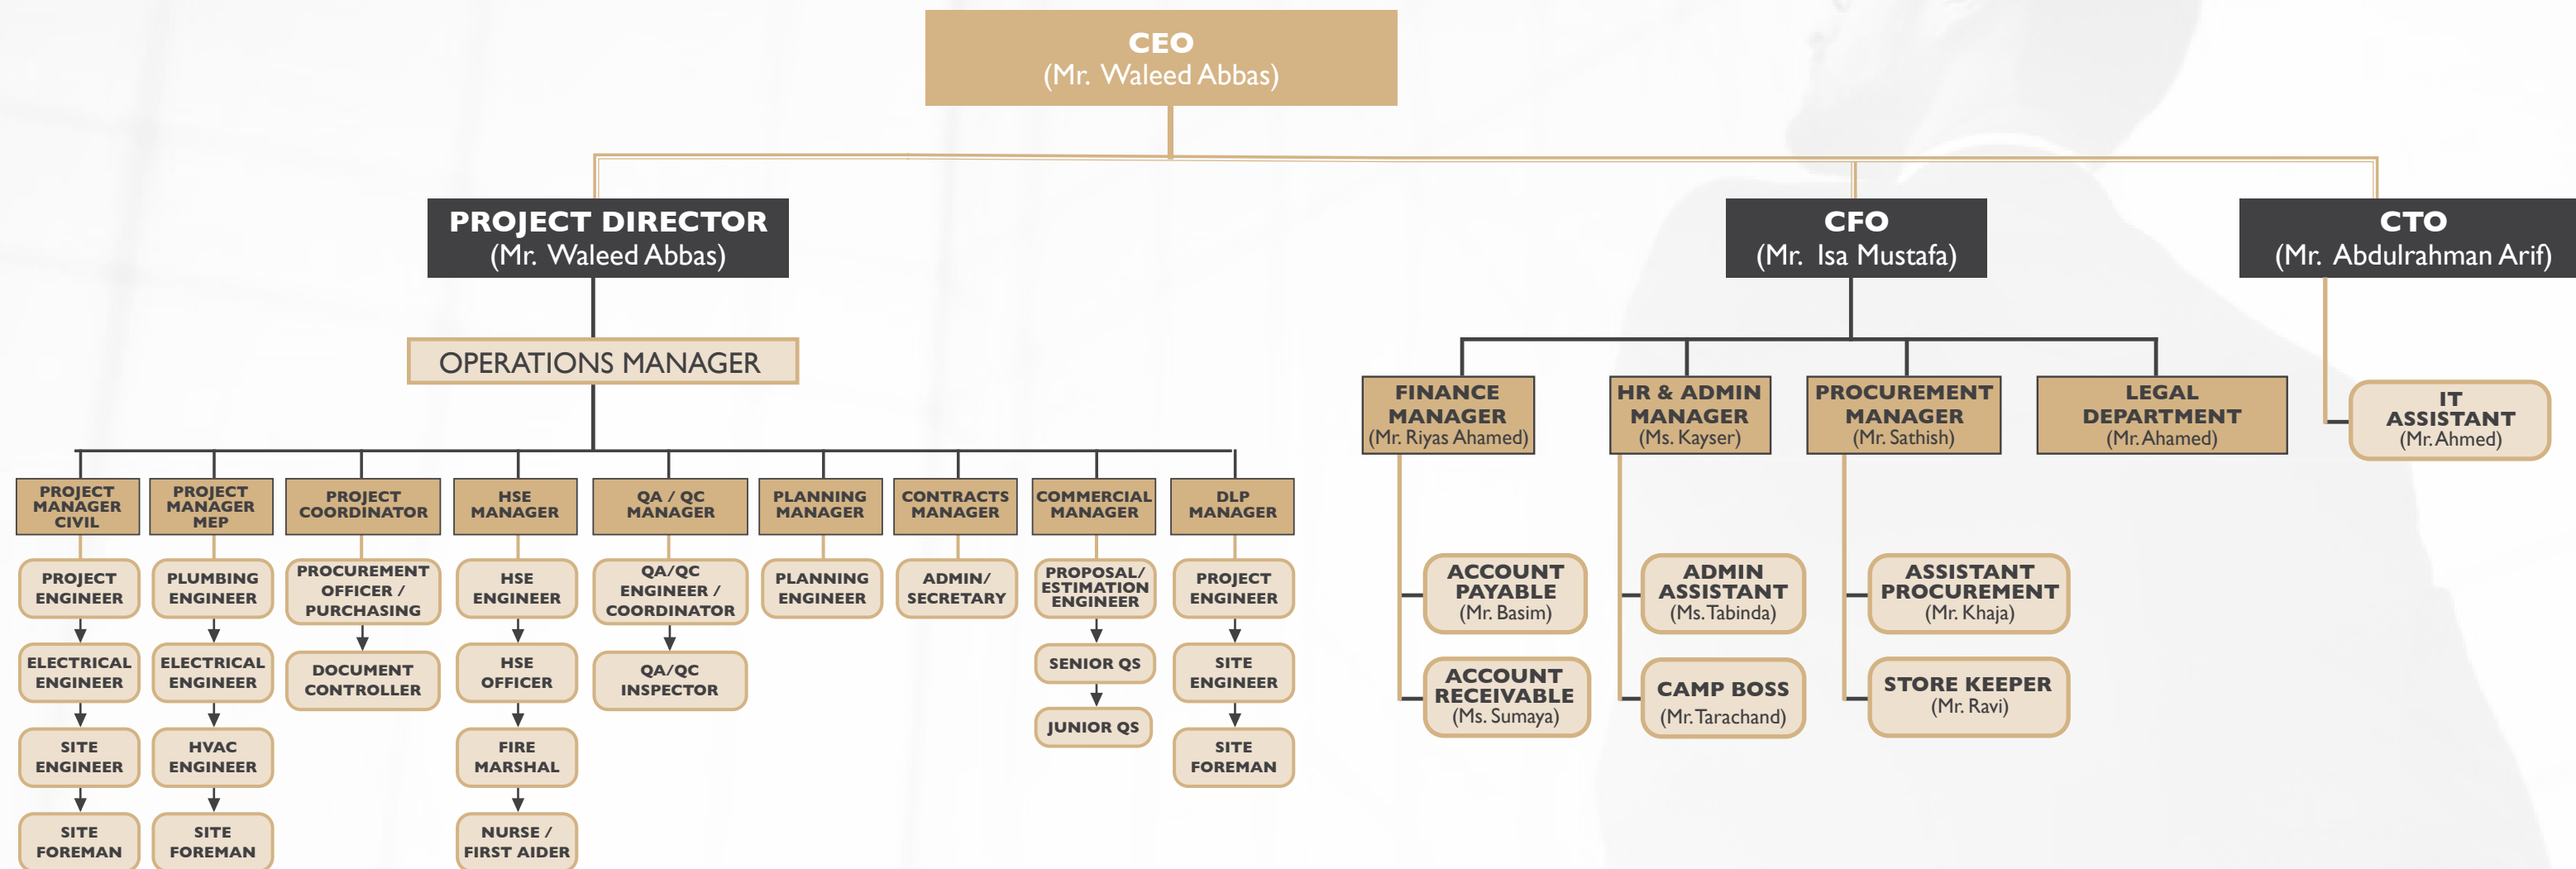 CEO
(Mr. Waleed Abbas)
PROJECT DIRECTOR
(Mr. Waleed Abbas)
CFO
(Mr. Isa Mustafa)
CTO
(Mr. Abdulrahman Arif)
OPERATIONS MANAGER
FINANCE
MANAGER
(Mr. Riyas Ahamed)
HR & ADMIN
MANAGER
(Ms. Kayser)
PROCUREMENT
MANAGER
(Mr. Sathish)
LEGAL
DEPARTMENT
(Mr. Ahamed)
IT
ASSISTANT
(Mr. Ahmed)
PROJECT
MANAGER
CIVIL
PROJECT
MANAGER
MEP
PROJECT
COORDINATOR
HSE
MANAGER
QA / QC
MANAGER
PLANNING
MANAGER
CONTRACTS
MANAGER
COMMERCIAL
MANAGER
DLP
MANAGER
PROJECT
ENGINEER
PLUMBING
ENGINEER
PROCUREMENT
OFFICER /
PURCHASING
HSE
ENGINEER
QA/QC
ENGINEER /
COORDINATOR
PLANNING
ENGINEER
ADMIN/
SECRETARY
PROPOSAL/
ESTIMATION
ENGINEER
PROJECT
ENGINEER
ACCOUNT
PAYABLE
(Mr. Basim)
ADMIN
ASSISTANT
(Ms. Tabinda)
ASSISTANT
PROCUREMENT
(Mr. Khaja)
ELECTRICAL
ENGINEER
ELECTRICAL
ENGINEER
DOCUMENT
CONTROLLER
HSE
OFFICER
QA/QC
INSPECTOR
SENIOR QS
SITE
ENGINEER
ACCOUNT
RECEIVABLE
(Ms. Sumaya)
CAMP BOSS
(Mr. Tarachand)
STORE KEEPER
(Mr. Ravi)
JUNIOR QS
SITE
ENGINEER
HVAC
ENGINEER
FIRE
MARSHAL
SITE
FOREMAN
SITE
FOREMAN
SITE
FOREMAN
NURSE /
FIRST AIDER